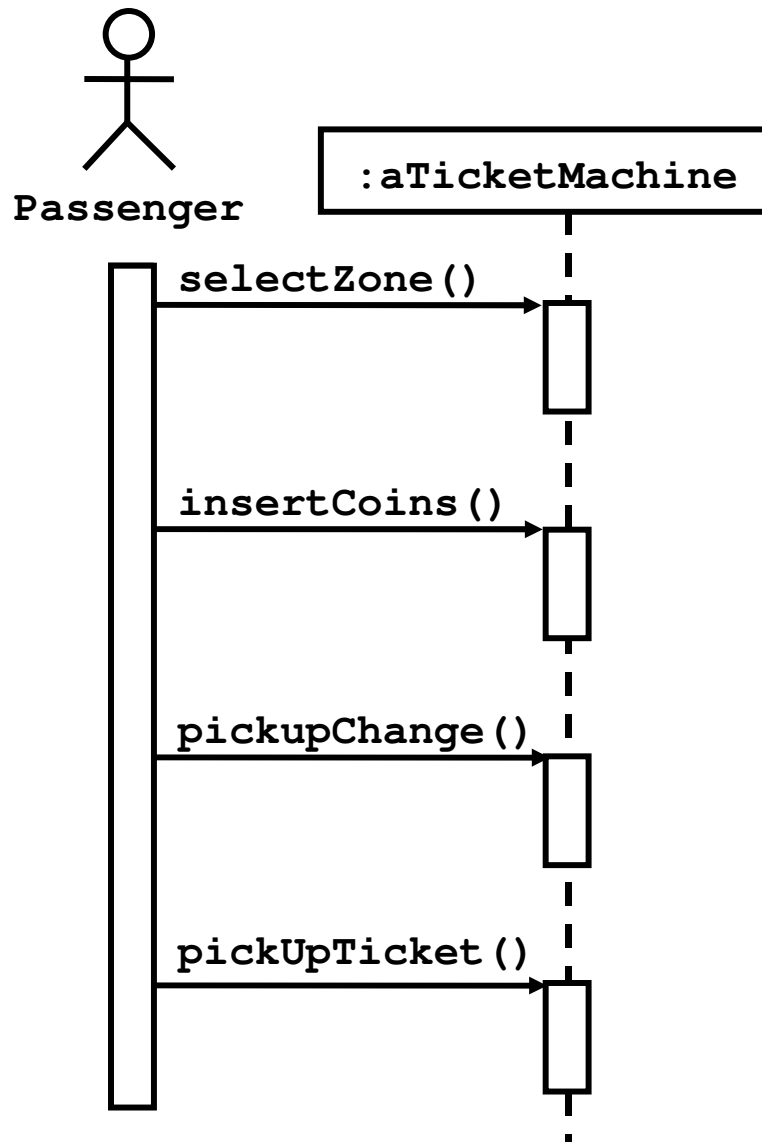 Passenger
:aTicketMachine
selectZone()
insertCoins()
pickupChange()
pickUpTicket()